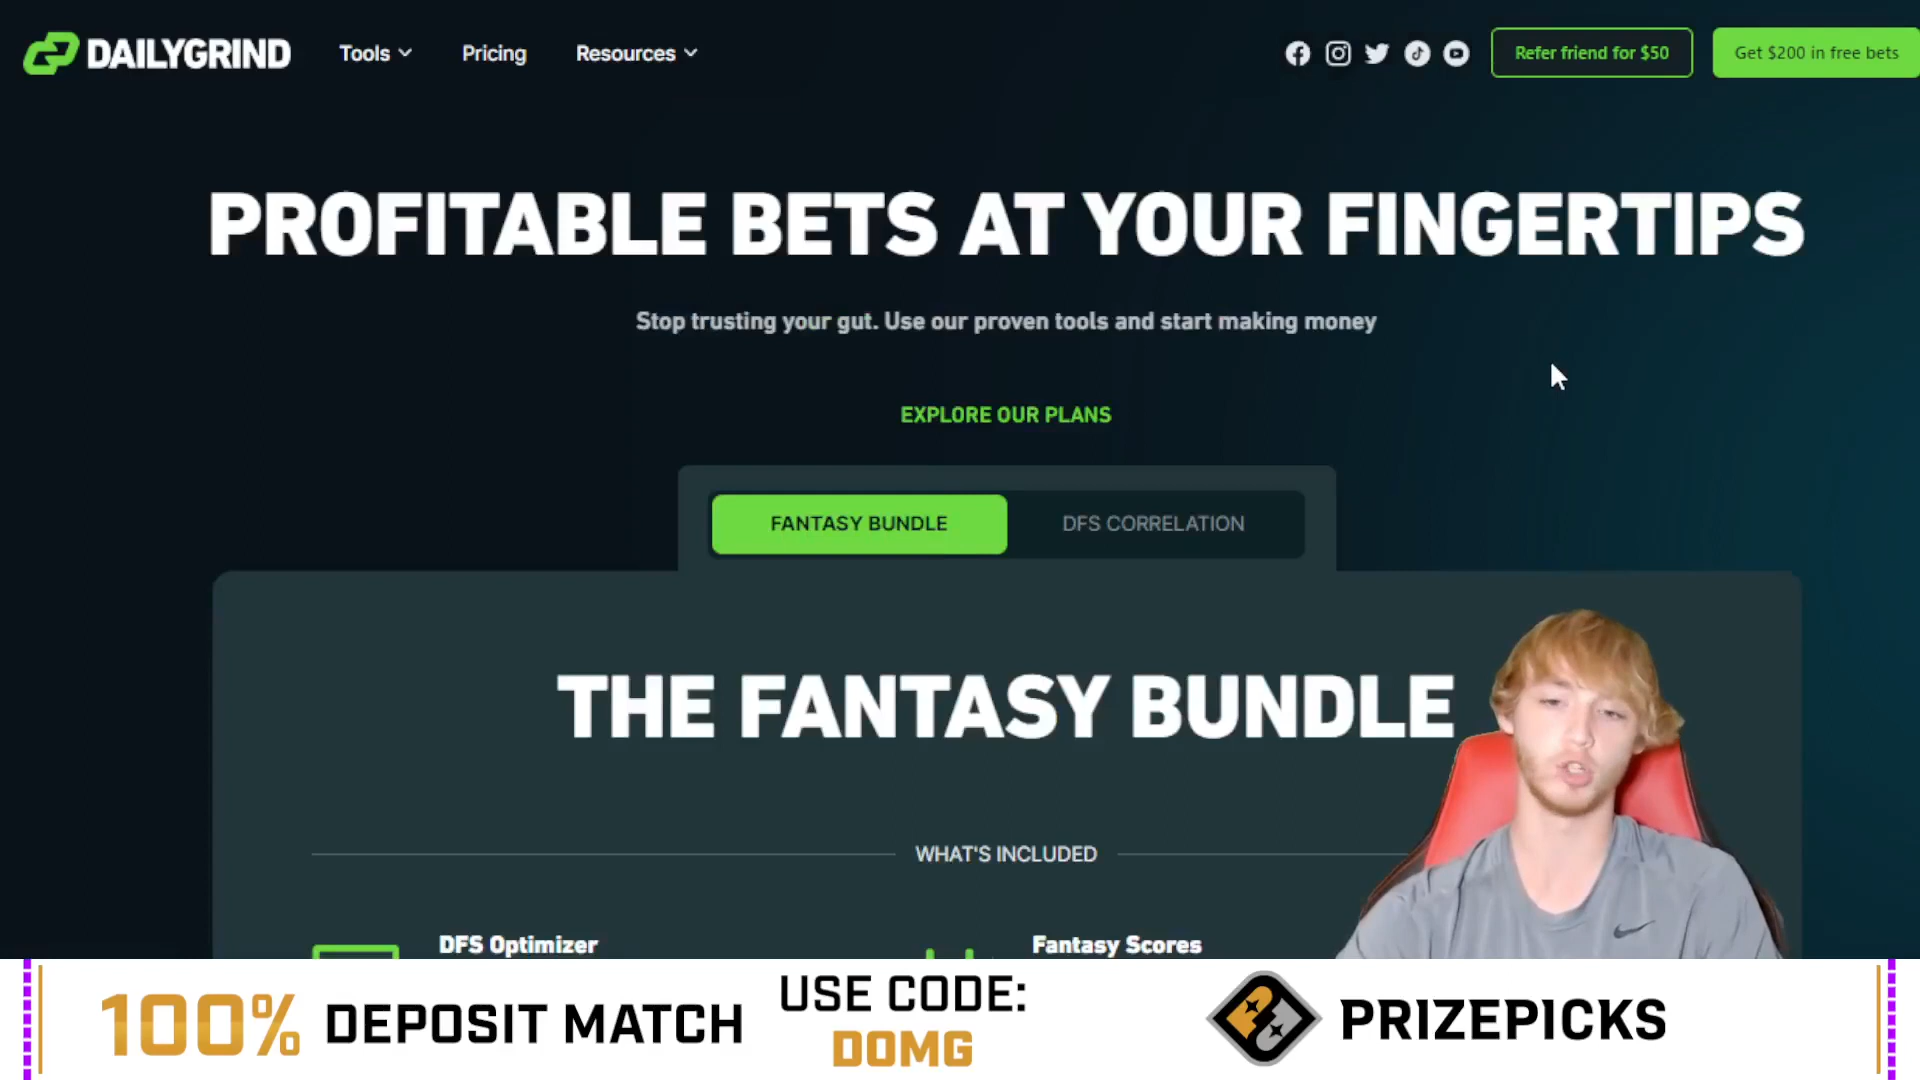 DAILYGRIND Tools Pricing Resources Refer friend for $50 Get $200 in free bets
PROFITABLE BETS AT YOUR FINGERTIPS
Stop trusting your gut. Use our proven tools and start making money
EXPLORE OUR PLANS
FANTASY BUNDLE DFS CORRELATION
THE FANTASY BUNDLE
WHAT'S INCLUDED
DFS Optimizer Fantasy Scores
100% DEPOSIT MATCH
USE CODE:
DOMG
PRIZEPICKS